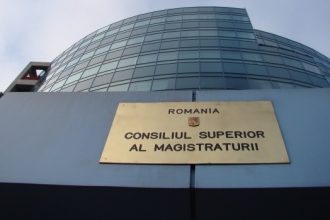 ROMANIA
CONSILIUL SUPERIOR
AL MAGISTRATURII